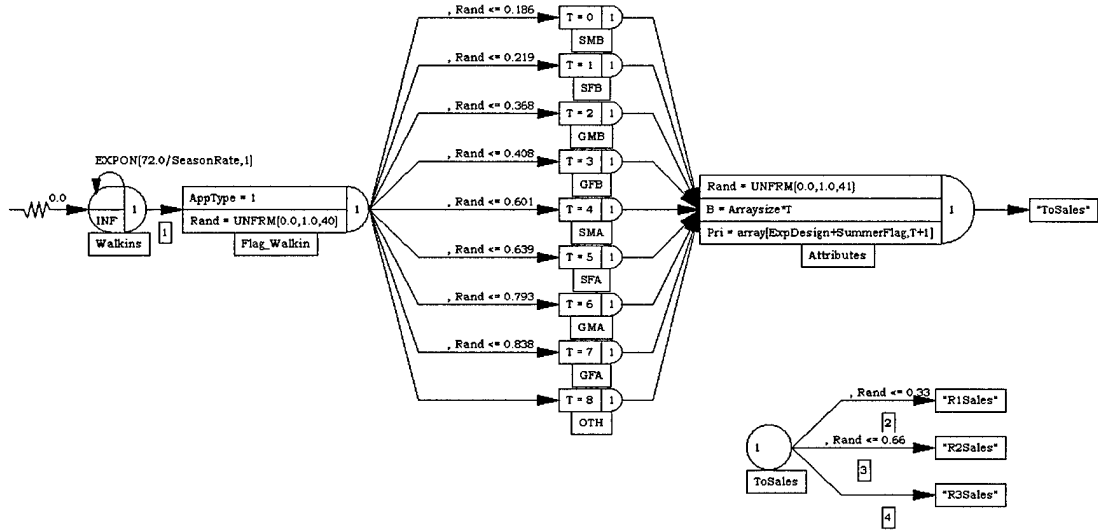 , Rand <= 0.186
T = 0
1
SMB
, Rand <= 0.219
T = 1
1
SFB
, Rand <= 0.368
T = 2
1
GMB
, Rand <= 0.408
T = 3
1
GFB
, Rand <= 0.601
T = 4
1
SMA
, Rand <= 0.639
T = 5
1
SFA
, Rand <= 0.793
T = 6
1
GMA
, Rand <= 0.838
T = 7
1
GFA
T = 8
1
OTH
EXPON[72.0/SeasonRate,1]
0.0
INF
1
Walkins
1
AppType = 1
Rand = UNFRM[0.0,1.0,40]
1
Flag_Walkin
Rand = UNFRM[0.0,1.0,41]
B = Arraysize*T
Pri = array[ExpDesign+SummerFlag,T+1]
1
Attributes
"ToSales"
1
ToSales
, Rand <= 0.33
"R1Sales"
2
, Rand <= 0.66
"R2Sales"
3
"R3Sales"
4